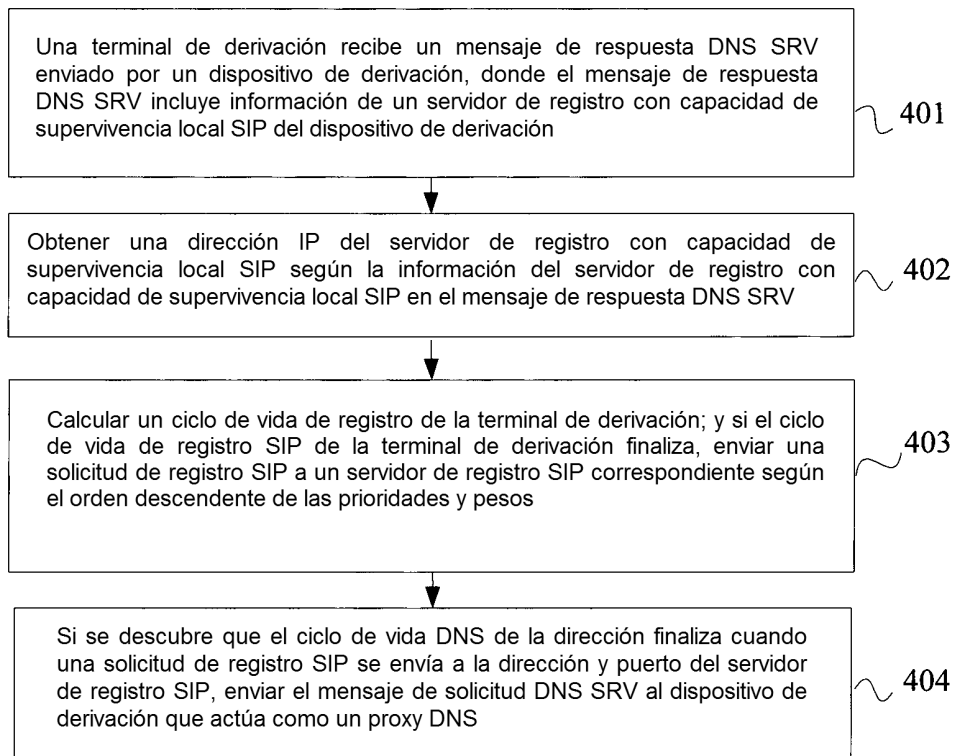 Una terminal de derivación recibe un mensaje de respuesta DNS SRV
enviado por un dispositivo de derivación, donde el mensaje de respuesta
DNS SRV incluye información de un servidor de registro con capacidad de
supervivencia local SIP del dispositivo de derivación
401
Obtener una dirección IP del servidor de registro con capacidad de
supervivencia local SIP según la información del servidor de registro con
capacidad de supervivencia local SIP en el mensaje de respuesta DNS SRV
402
Calcular un ciclo de vida de registro de la terminal de derivación; y si el ciclo
de vida de registro SIP de la terminal de derivación finaliza, enviar una
solicitud de registro SIP a un servidor de registro SIP correspondiente según
el orden descendente de las prioridades y pesos
403
Si se descubre que el ciclo de vida DNS de la dirección finaliza cuando
una solicitud de registro SIP se envía a la dirección y puerto del servidor
de registro SIP, enviar el mensaje de solicitud DNS SRV al dispositivo de
derivación que actúa como un proxy DNS
404